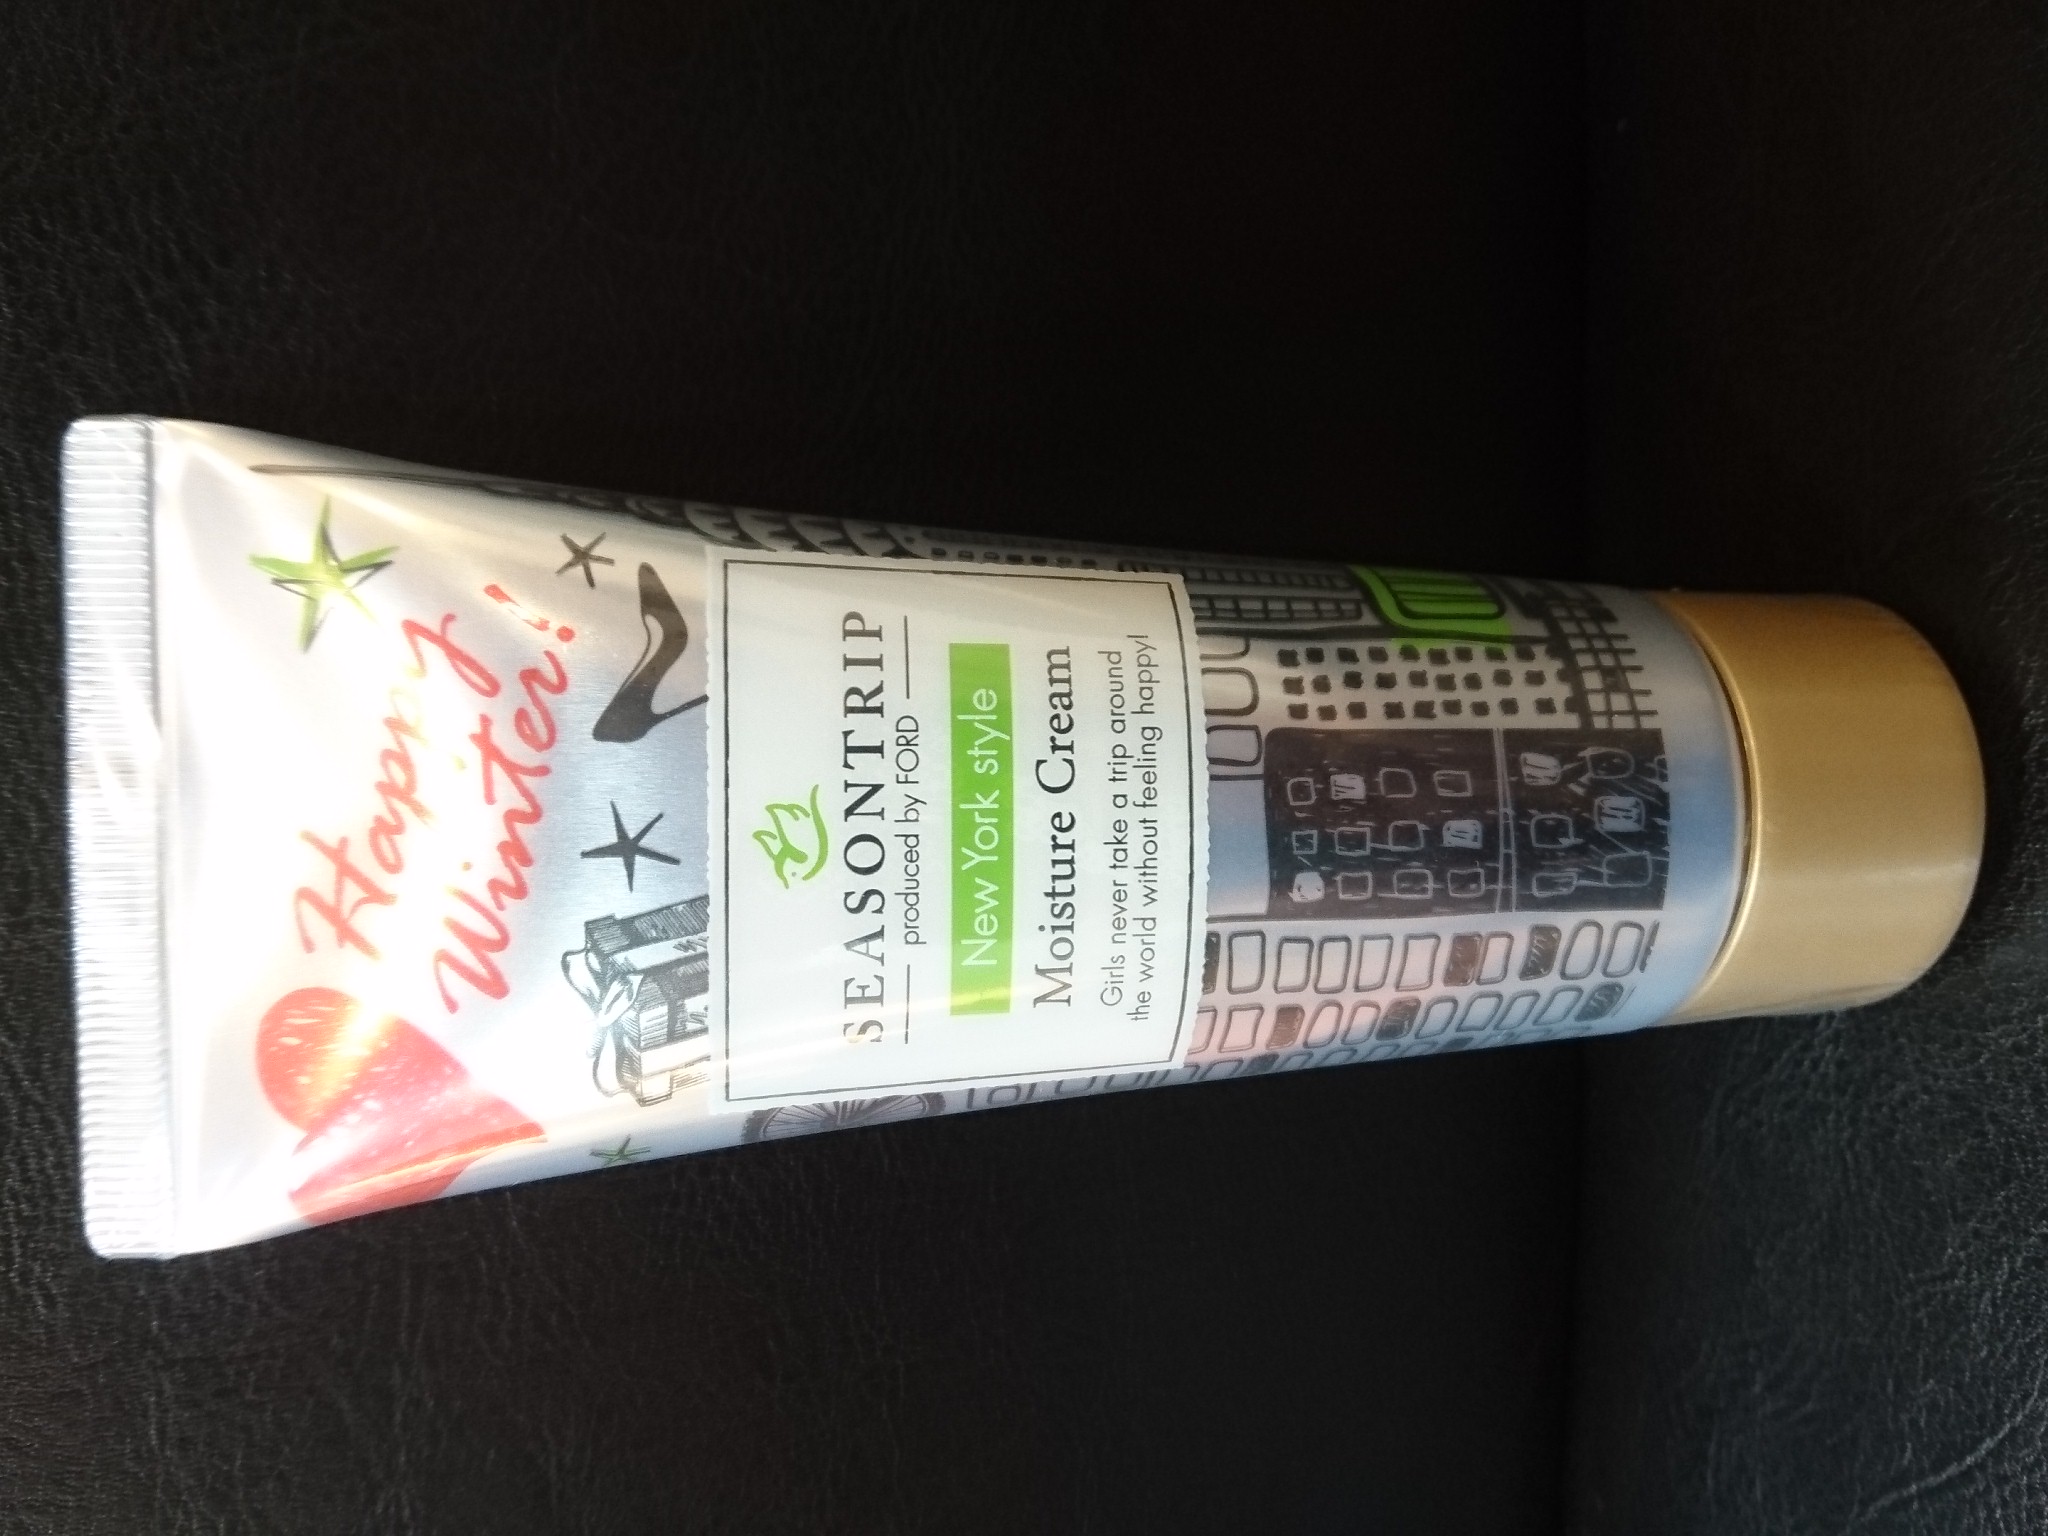 Happy
Winter!
SEASONTRIP
produced by FORD
New York style
Moisture Cream
Girls never take a trip around
the world without feeling happy!